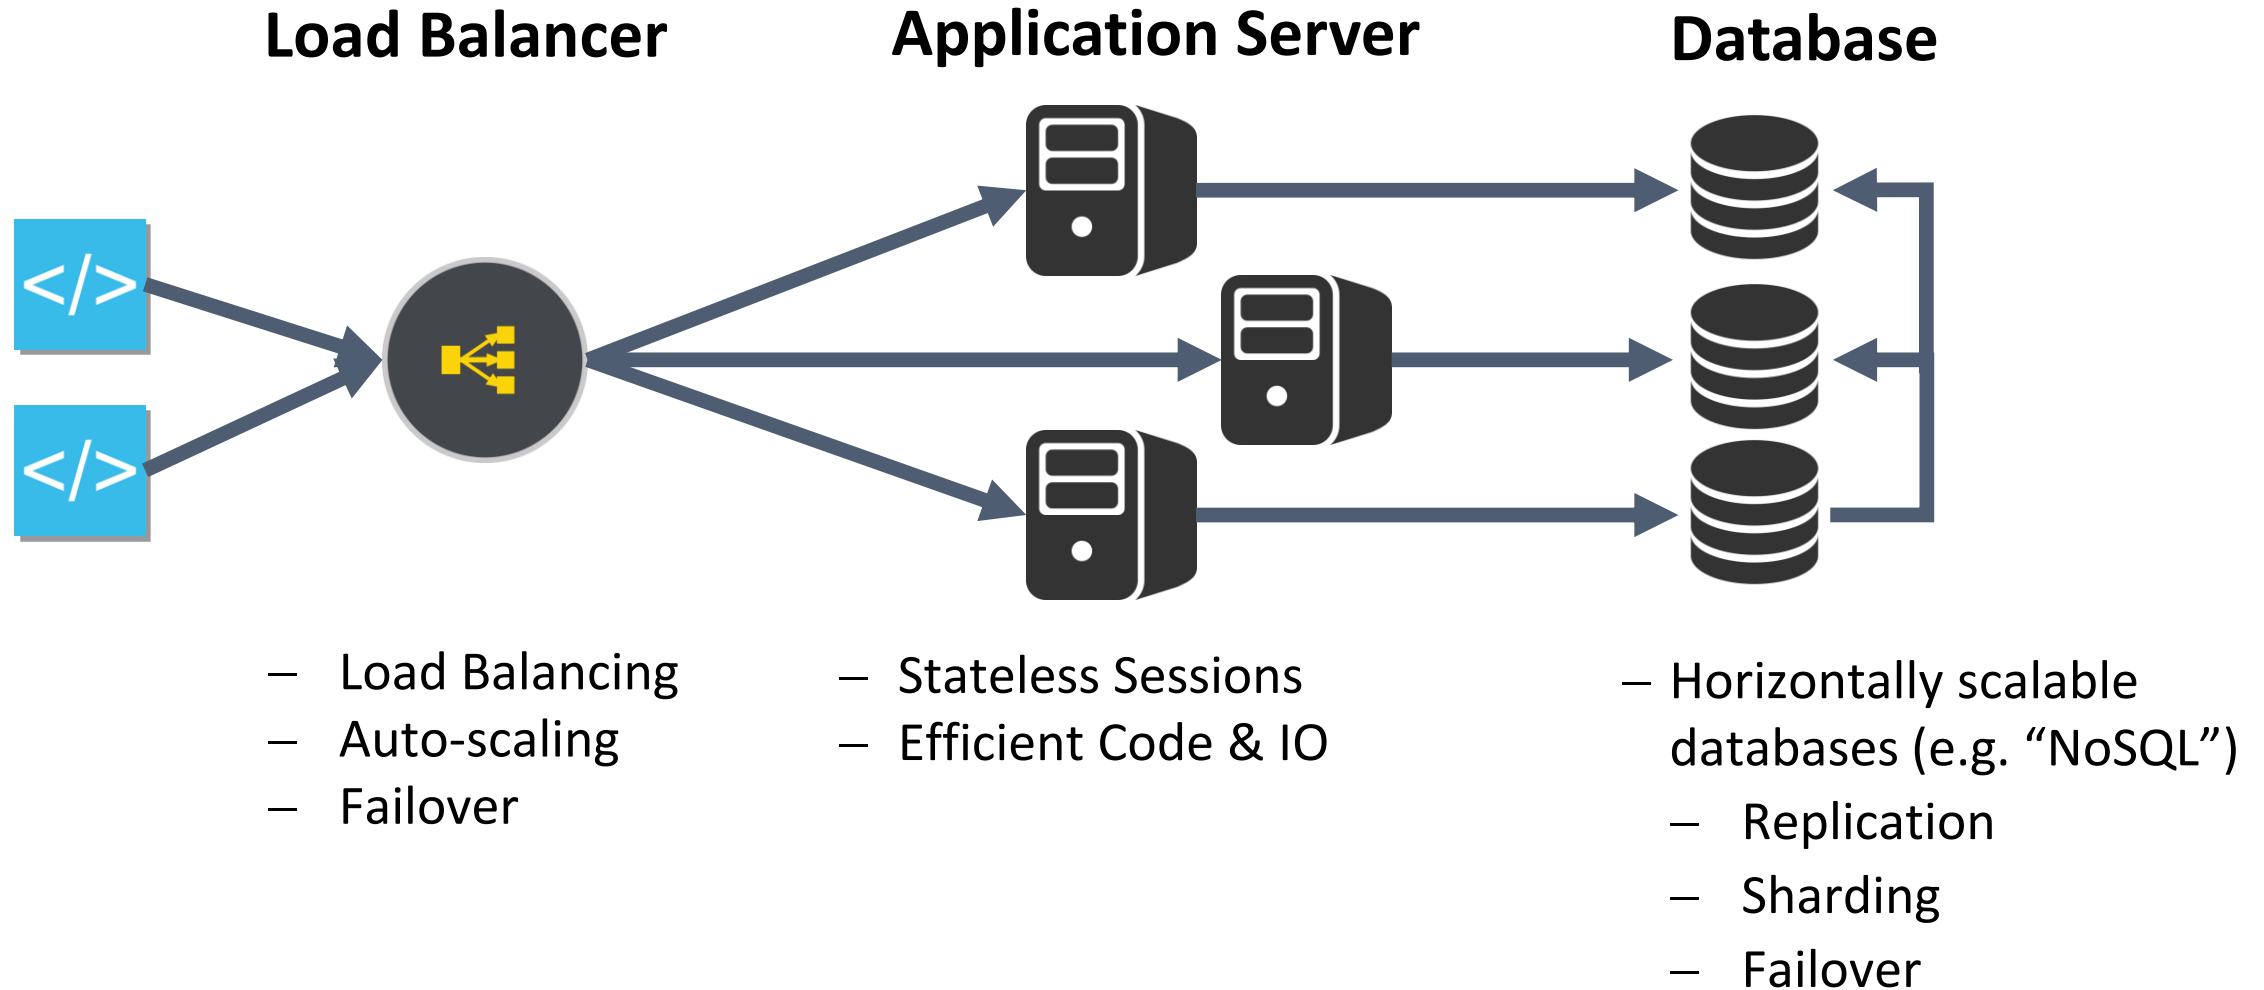 Load Balancer
Application Server
Database
</>
</>
– Load Balancing
– Auto-scaling
– Failover
– Stateless Sessions
– Efficient Code & IO
– Horizontally scalable
databases (e.g. “NoSQL”)
– Replication
– Sharding
– Failover